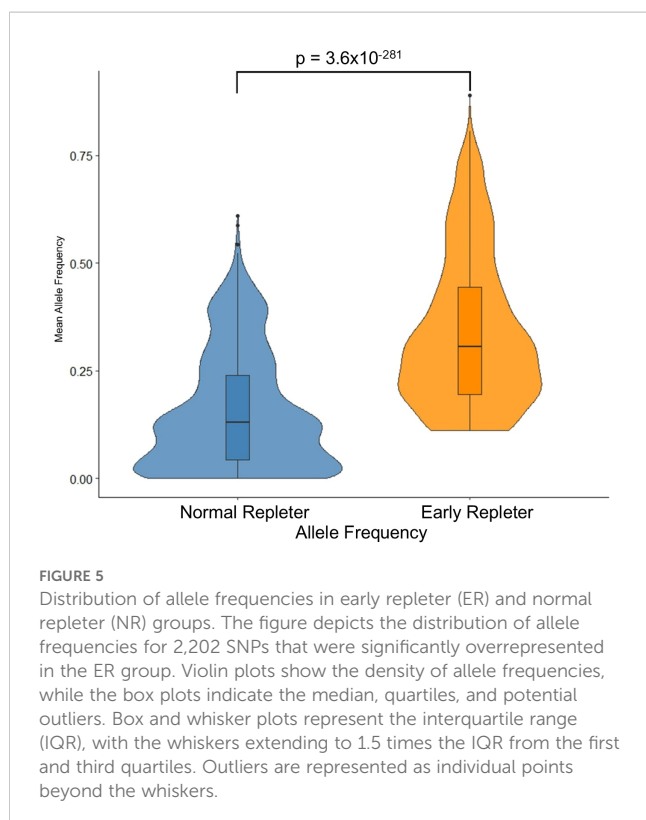 p = 3.6x10-281
Mean Allele Frequency
0.75
0.50
0.25
0.00
Normal Repleter Early Repleter
Allele Frequency
FIGURE 5
Distribution of allele frequencies in early repleter (ER) and normal
repleter (NR) groups. The figure depicts the distribution of allele
frequencies for 2,202 SNPs that were significantly overrepresented
in the ER group. Violin plots show the density of allele frequencies,
while the box plots indicate the median, quartiles, and potential
outliers. Box and whisker plots represent the interquartile range
(IQR), with the whiskers extending to 1.5 times the IQR from the first
and third quartiles. Outliers are represented as individual points
beyond the whiskers.